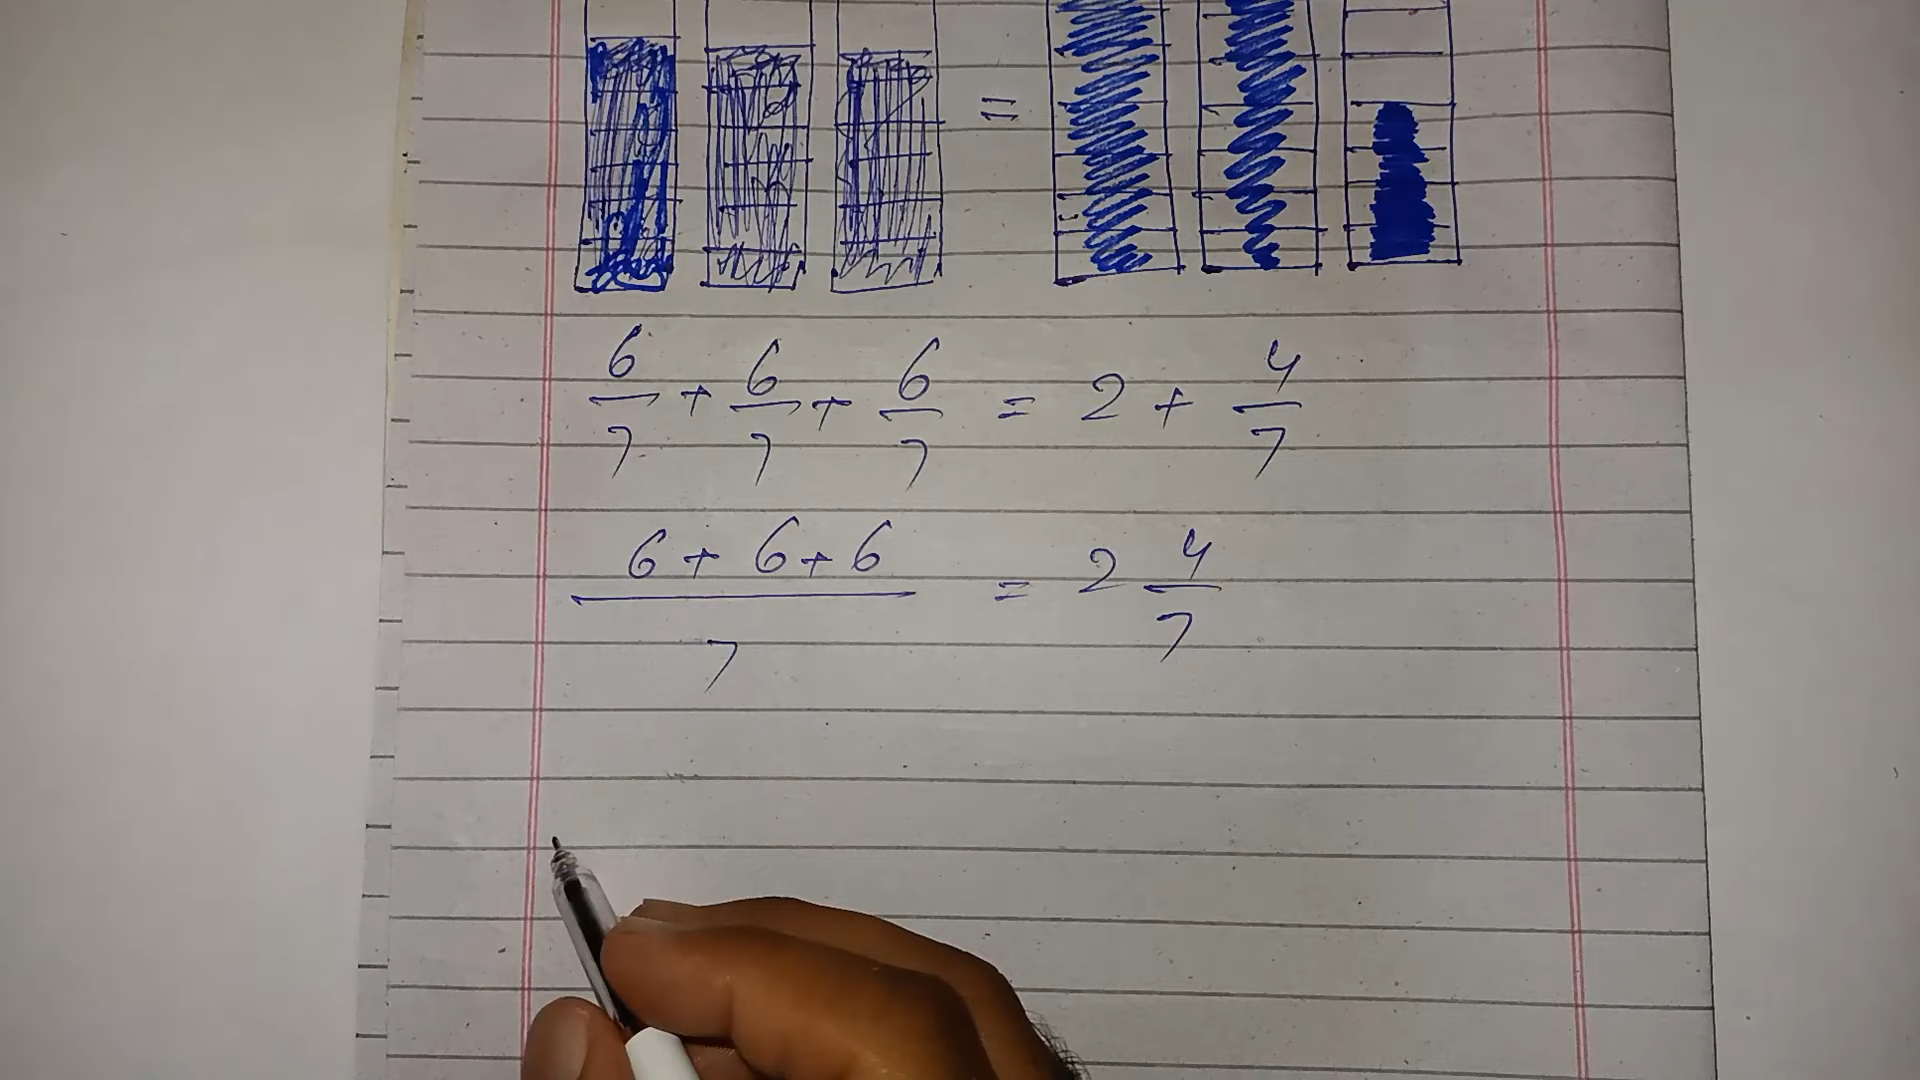 =
6/7 + 6/7 + 6/7 = 2 + 4/7
6 + 6 + 6 / 7 = 2 4/7